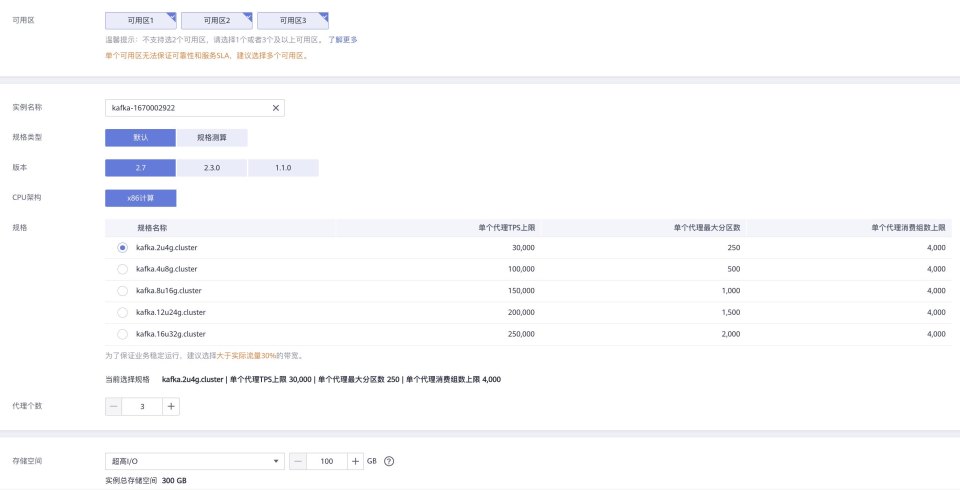 可用区 可用区1 可用区2 可用区3
温馨提示：不支持选2个可用区，请选择1个或者3个及以上可用区。 了解更多
单个可用区无法保证可靠性和服务SLA，建议选择多个可用区。
实例名称 kafka-1670002922
规格类型 默认 规格测算
版本 2.7 2.3.0 1.1.0
CPU架构 x86计算
规格 规格名称 单个代理TPS上限 单个代理最大分区数 单个代理消费组数上限
kafka.2u4g.cluster 30,000 250 4,000
kafka.4u8g.cluster 100,000 500 4,000
kafka.8u16g.cluster 150,000 1,000 4,000
kafka.12u24g.cluster 200,000 1,500 4,000
kafka.16u32g.cluster 250,000 2,000 4,000
为了保证业务稳定运行，建议选择大于实际流量30%的带宽。
当前选择规格 kafka.2u4g.cluster | 单个代理TPS上限 30,000 | 单个代理最大分区数 250 | 单个代理消费组数上限 4,000
代理个数 — 3 +
存储空间 超高I/O — 100 + GB ?
实例总存储空间 300 GB